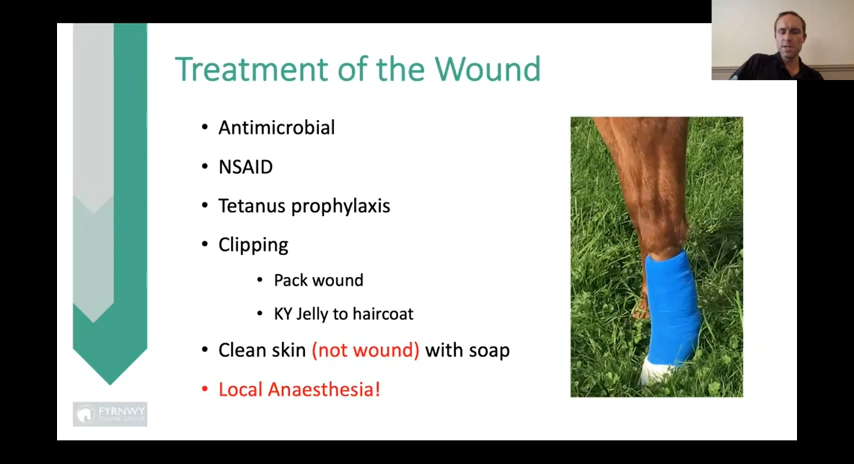 Treatment of the Wound
• Antimicrobial
• NSAID
• Tetanus prophylaxis
• Clipping
• Pack wound
• KY Jelly to haircoat
• Clean skin (not wound) with soap
• Local Anaesthesia!
FYRNWY